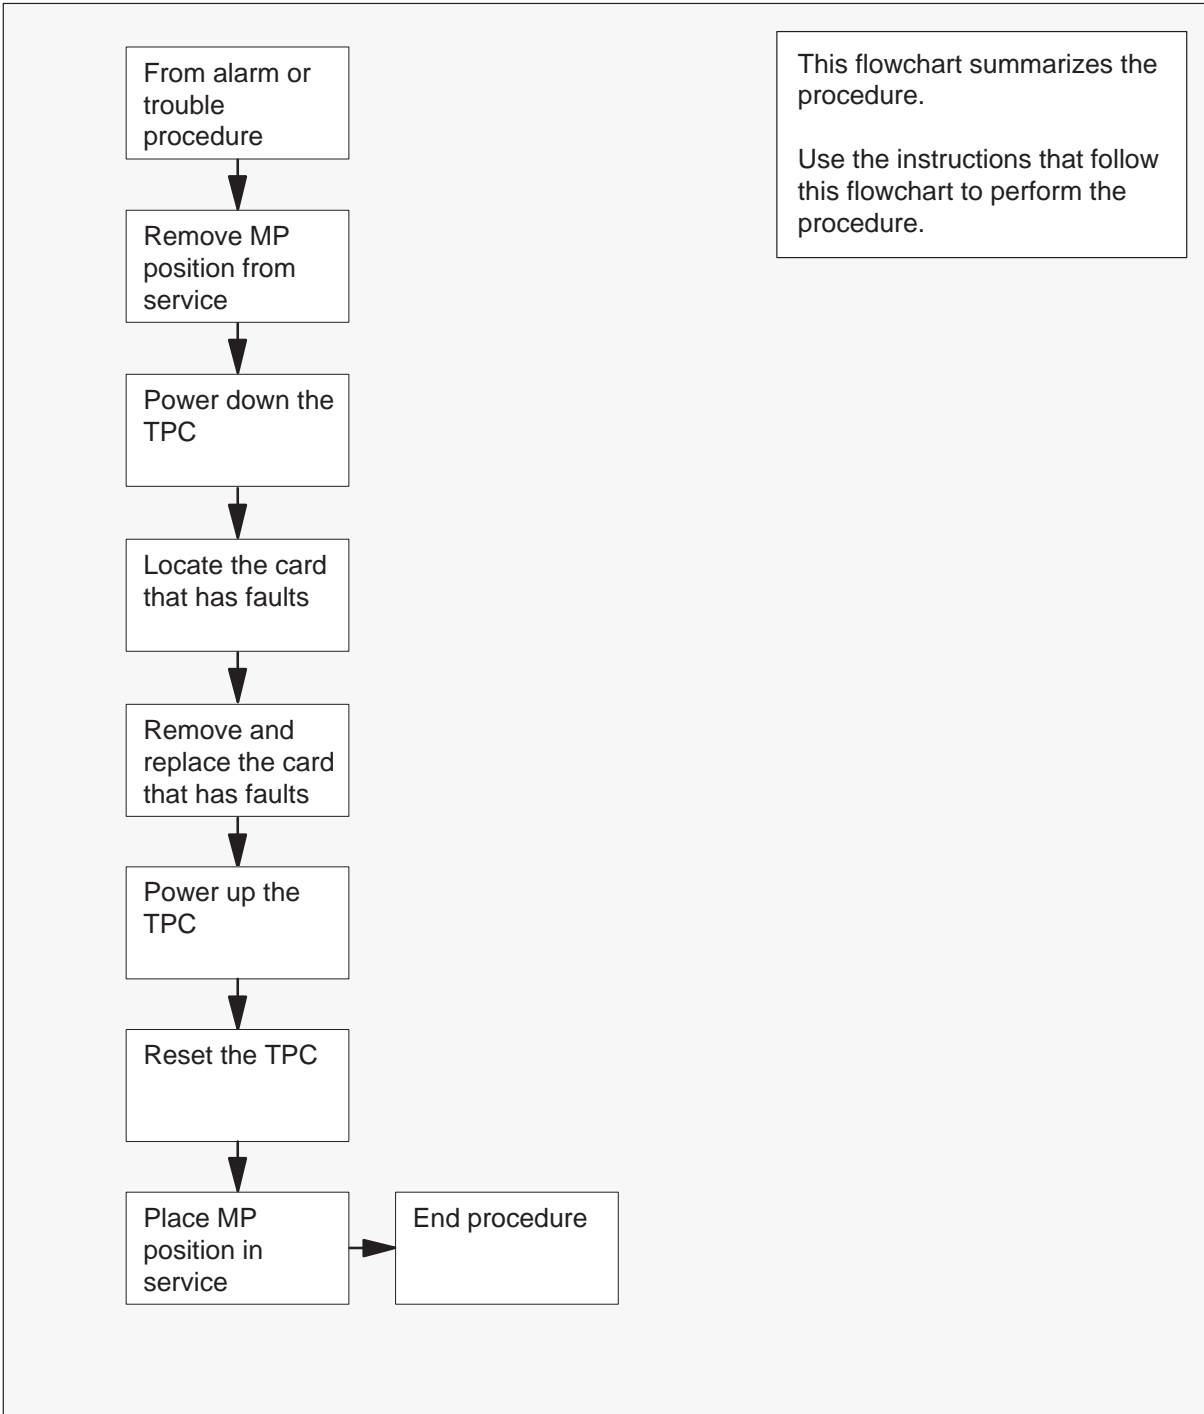 From alarm or
trouble
procedure
Remove MP
position from
service
Power down the
TPC
Locate the card
that has faults
Remove and
replace the card
that has faults
Power up the
TPC
Reset the TPC
Place MP
position in
service
End procedure
This flowchart summarizes the
procedure.
Use the instructions that follow
this flowchart to perform the
procedure.